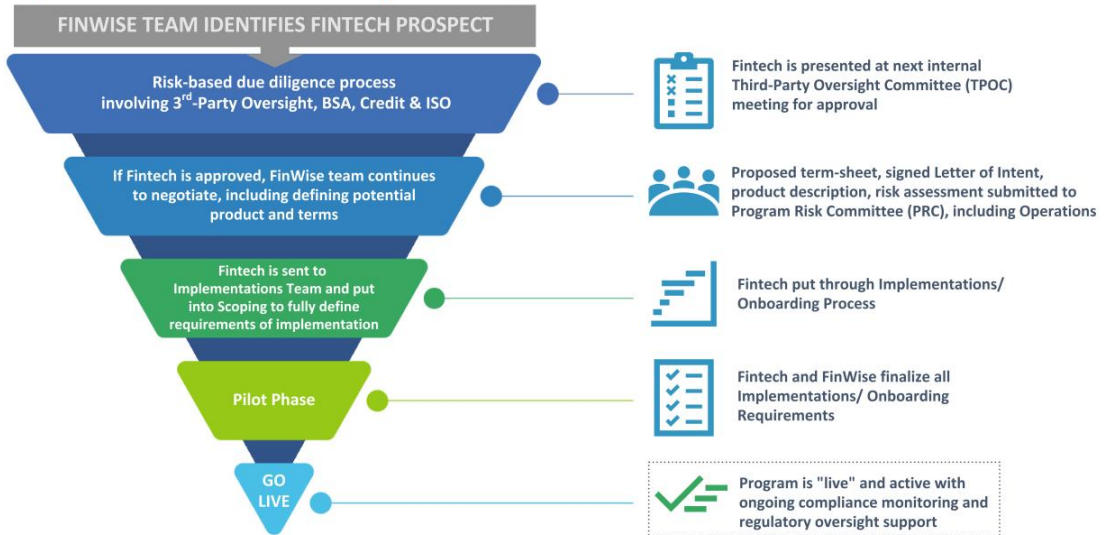 FINWISE TEAM IDENTIFIES FINTECH PROSPECT
Risk-based due diligence process
involving 3rd-Party Oversight, BSA, Credit & ISO
Fintech is presented at next internal
Third-Party Oversight Committee (TPOC)
meeting for approval
If Fintech is approved, FinWise team continues
to negotiate, including defining potential
product and terms
Proposed term-sheet, signed Letter of Intent,
product description, risk assessment submitted to
Program Risk Committee (PRC), including Operations
Fintech is sent to
Implementations Team and put
into Scoping to fully define
requirements of implementation
Fintech put through Implementations/
Onboarding Process
Pilot Phase
Fintech and FinWise finalize all
Implementations/ Onboarding
Requirements
GO
LIVE
Program is "live" and active with
ongoing compliance monitoring and
regulatory oversight support